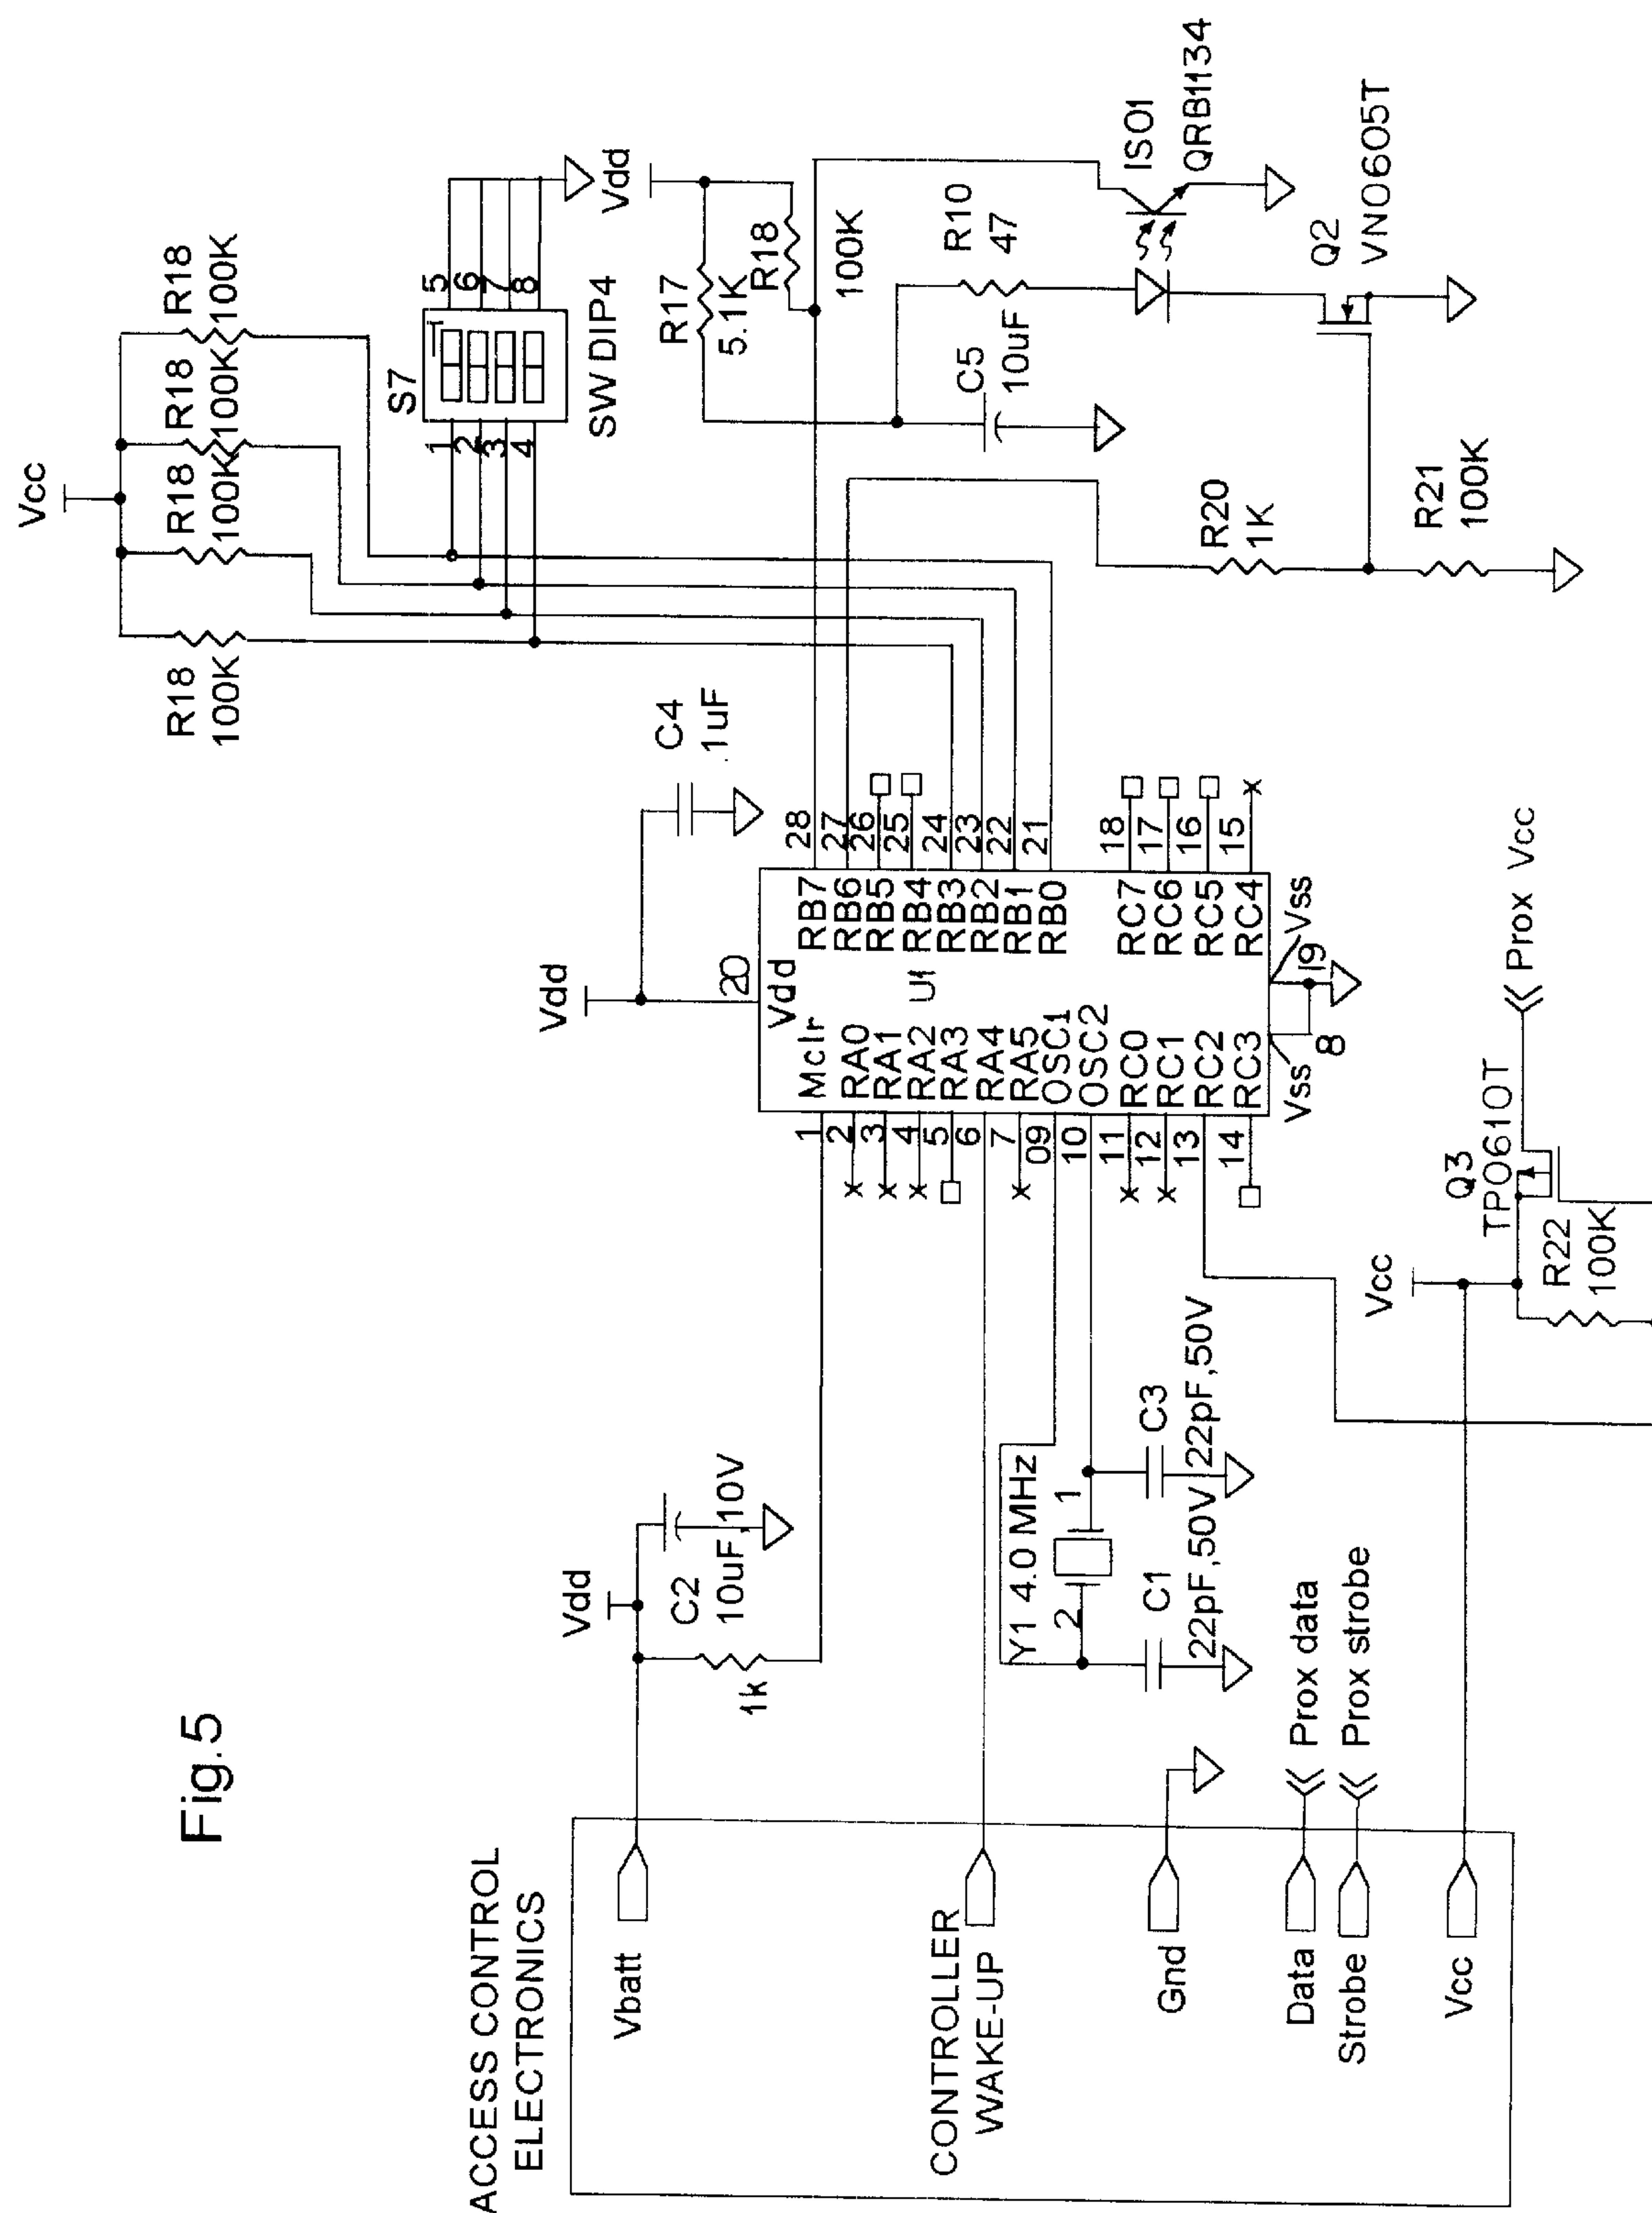 Fig.5
ACCESS CONTROL
ELECTRONICS
Vbatt
CONTROLLER
WAKE-UP
Gnd
Data
Strobe
Vcc
Prox data
Prox strobe
Vdd
C2
10uF,10V
1k
Y1 4.0 MHz
2
1
C1
22pF,50V
C3
22pF,50V
Vcc
R22
100K
Q3
TP0610T
Prox Vcc
Vdd
20
C4
.1uF
Vdd
U1
1 Mclr
2 RA0
3 RA1
4 RA2
5 RA3
6 RA4
7 RA5
09 OSC1
10 OSC2
11 RC0
12 RC1
13 RC2
14 RC3
RB7 28
RB6 27
RB5 26
RB4 25
RB3 24
RB2 23
RB1 22
RB0 21
RC7 18
RC6 17
RC5 16
RC4 15
Vss
8
Vss
19
Vcc
R18
100K
R18
100K
R18
100K
R18
100K
S7
1
2
3
4
5
6
7
8
SW DIP4
Vdd
R17
5.1K
R18
100K
C5
10uF
R10
47
ISO1
QRB1134
Q2
VN0605T
R20
1K
R21
100K